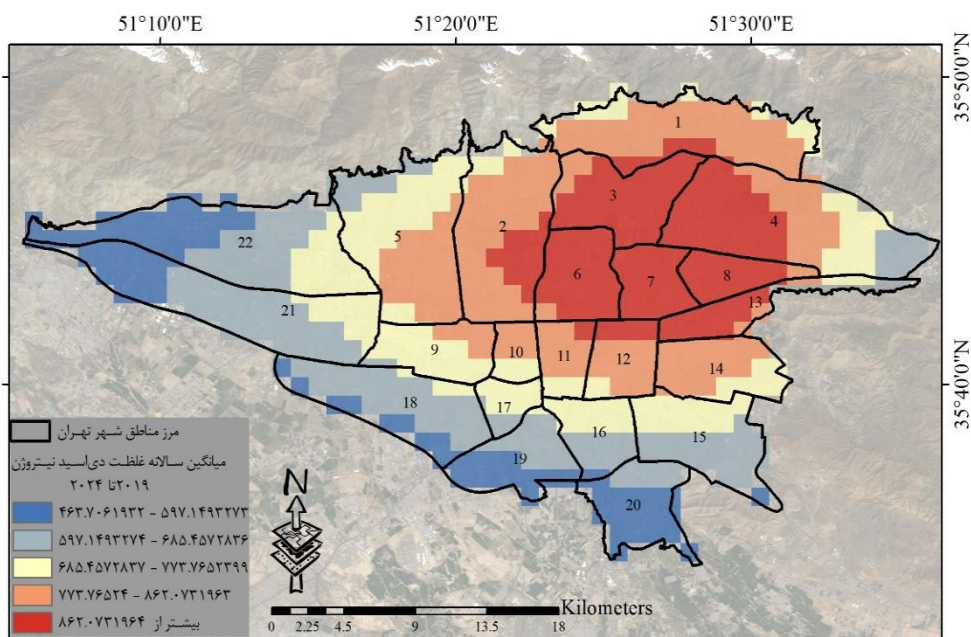 51°10'0"E 51°20'0"E 51°30'0"E
35°50'0"N
35°40'0"N
1
3
4
2
5
22
6
7
8
21
13
9
10
11
12
14
18
17
16
15
19
20
مرز مناطق شهر تهران
میانگین سالانه غلظت دی‌اسید نیتروژن
۲۰۱۹ تا ۲۰۲۴
۴۶۳.۷۰۶۱۹۳۲ - ۵۹۷.۱۴۹۳۲۷۳
۵۹۷.۱۴۹۳۲۷۴ - ۶۸۵.۴۵۷۲۸۳۶
۶۸۵.۴۵۷۲۸۳۷ - ۷۷۳.۷۶۵۲۳۹۹
۷۷۳.۷۶۵۲۴ - ۸۶۲.۰۷۳۱۹۶۳
بیشتر از ۸۶۲.۰۷۳۱۹۶۴
N
Kilometers
0 2.25 4.5 9 13.5 18